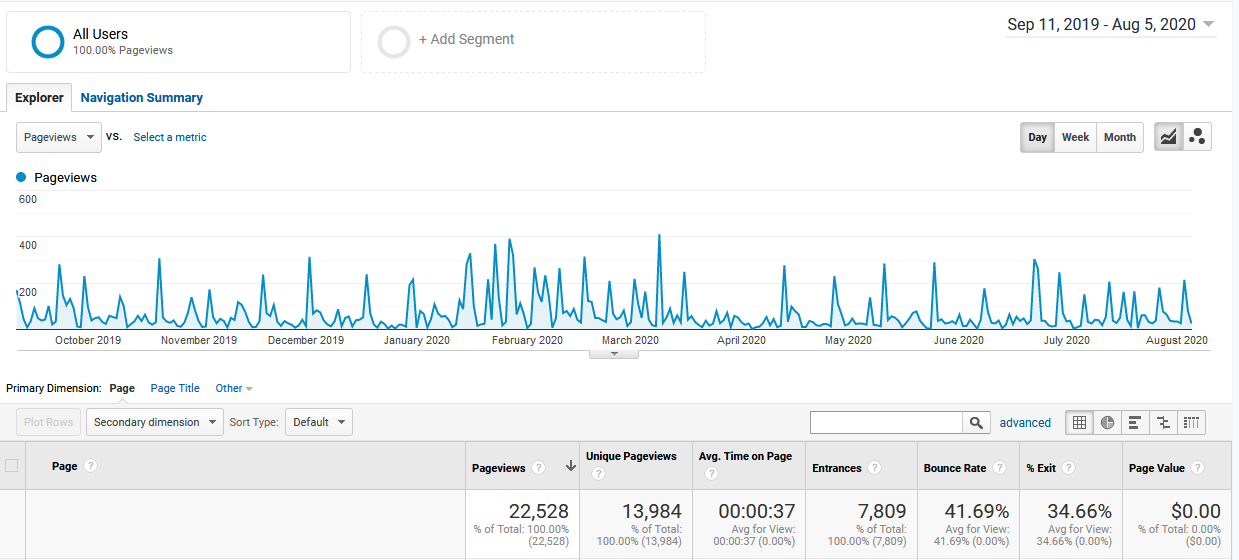 All Users
100.00% Pageviews
+ Add Segment
Sep 11, 2019 - Aug 5, 2020
Explorer
Navigation Summary
Pageviews
VS.
Select a metric
Day
Week
Month
Pageviews
600
400
200
October 2019
November 2019
December 2019
January 2020
February 2020
March 2020
April 2020
May 2020
June 2020
July 2020
August 2020
Primary Dimension:
Page
Page Title
Other
Plot Rows
Secondary dimension
Sort Type:
Default
advanced
Page ?
Pageviews ?
Unique Pageviews
?
Avg. Time on Page
?
Entrances ?
Bounce Rate ?
% Exit ?
Page Value ?
22,528
% of Total: 100.00%
(22,528)
13,984
% of Total:
100.00% (13,984)
00:00:37
Avg for View:
00:00:37 (0.00%)
7,809
% of Total:
100.00% (7,809)
41.69%
Avg for View:
41.69% (0.00%)
34.66%
Avg for View:
34.66% (0.00%)
$0.00
% of Total: 0.00%
($0.00)